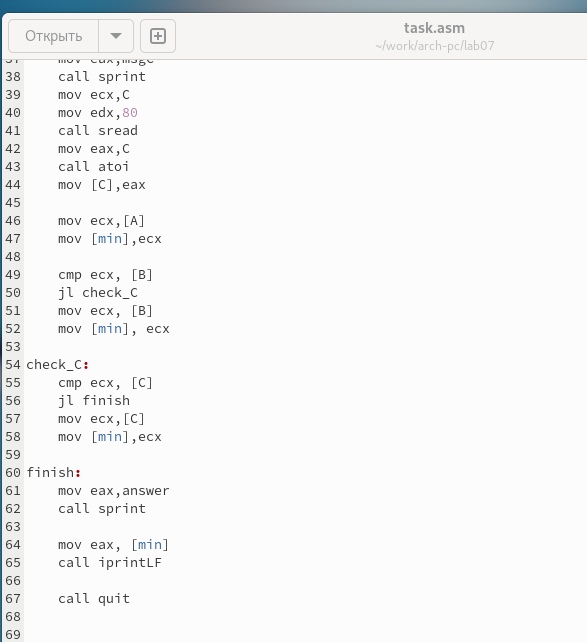 Открыть
task.asm
~/work/arch-pc/lab07
37 mov eax,msgC
38 call sprint
39 mov ecx,C
40 mov edx,80
41 call sread
42 mov eax,C
43 call atoi
44 mov [C],eax
45
46 mov ecx,[A]
47 mov [min],ecx
48
49 cmp ecx, [B]
50 jl check_C
51 mov ecx, [B]
52 mov [min], ecx
53
54 check_C:
55 cmp ecx, [C]
56 jl finish
57 mov ecx,[C]
58 mov [min],ecx
59
60 finish:
61 mov eax,answer
62 call sprint
63
64 mov eax, [min]
65 call iprintLF
66
67 call quit
68
69